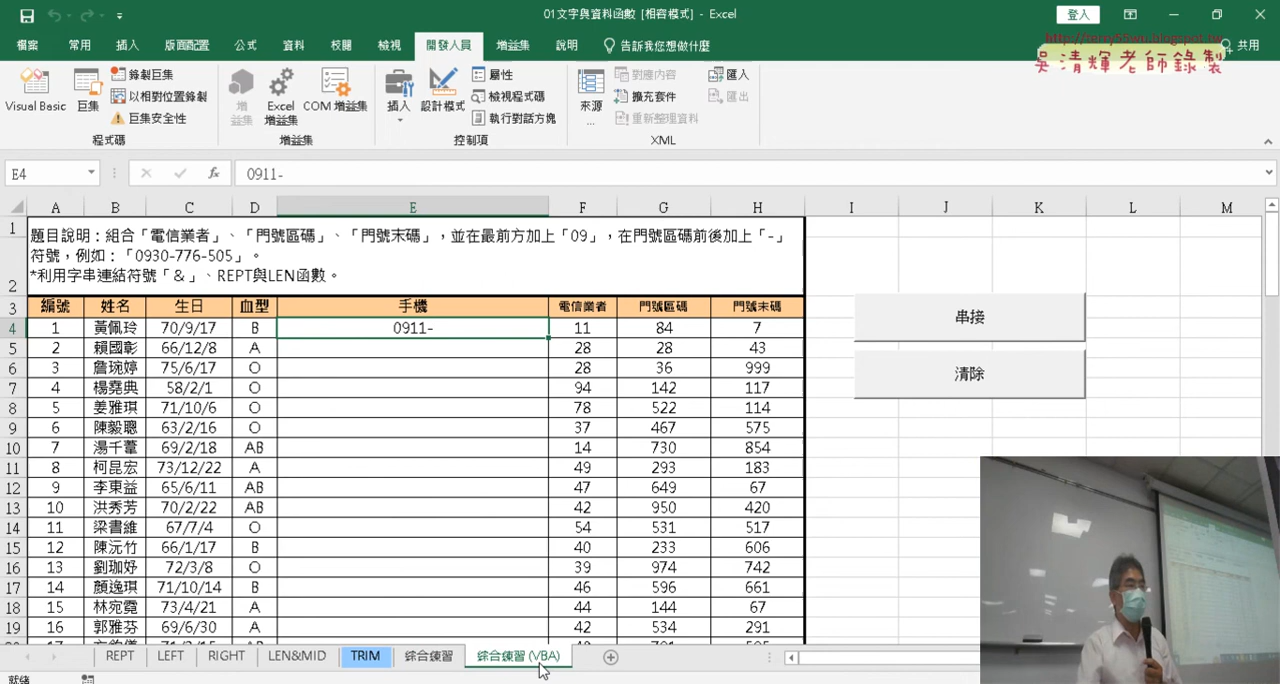 01文字與資料函數 [相容模式] - Excel
登入
檔案 常用 插入 版面配置 公式 資料 校閱 檢視 開發人員 增益集 說明 告訴我您想做什麼 共用
http://terry55wu.blogspot.tw
吳清輝老師錄製
Visual Basic 巨集 錄製巨集 以相對位置錄製 巨集安全性
增益集 Excel 增益集 COM 增益集
插入 設計模式 屬性 檢視程式碼 執行對話方塊
來源 ... 對應內容 擴充套件 重新整理資料 匯入 匯出
程式碼 增益集 控制項 XML
E4 fx 0911-
A B C D E F G H I J K L M
1 題目說明：組合「電信業者」、「門號區碼」、「門號末碼」，並在最前方加上「09」，在門號區碼前後加上「-」
符號，例如：「0930-776-505」。
2 *利用字串連結符號「&」、REPT與LEN函數。
3 編號 姓名 生日 血型 手機 電信業者 門號區碼 門號末碼
4 1 黃佩玲 70/9/17 B 0911- 11 84 7
5 2 賴國彰 66/12/8 A 28 28 43
6 3 詹琬婷 75/6/17 O 28 36 999
7 4 楊堯典 58/2/1 O 94 142 117
8 5 姜雅琪 71/10/6 O 78 522 114
9 6 陳毅聰 63/2/16 O 37 467 575
10 7 湯千葦 69/2/18 AB 14 730 854
11 8 柯昆宏 73/12/22 A 49 293 183
12 9 李東益 65/6/11 AB 47 649 67
13 10 洪秀芳 70/2/22 AB 42 950 420
14 11 梁書維 67/7/4 O 54 531 517
15 12 陳沅竹 66/1/17 B 40 233 606
16 13 劉珈妤 72/3/8 O 39 974 742
17 14 顏逸琪 71/10/14 B 46 596 661
18 15 林宛霓 73/4/21 A 44 144 67
19 16 郭雅芬 69/6/30 A 42 534 291
串接
清除
REPT LEFT RIGHT LEN&MID TRIM 綜合練習 綜合練習 (VBA)
就緒